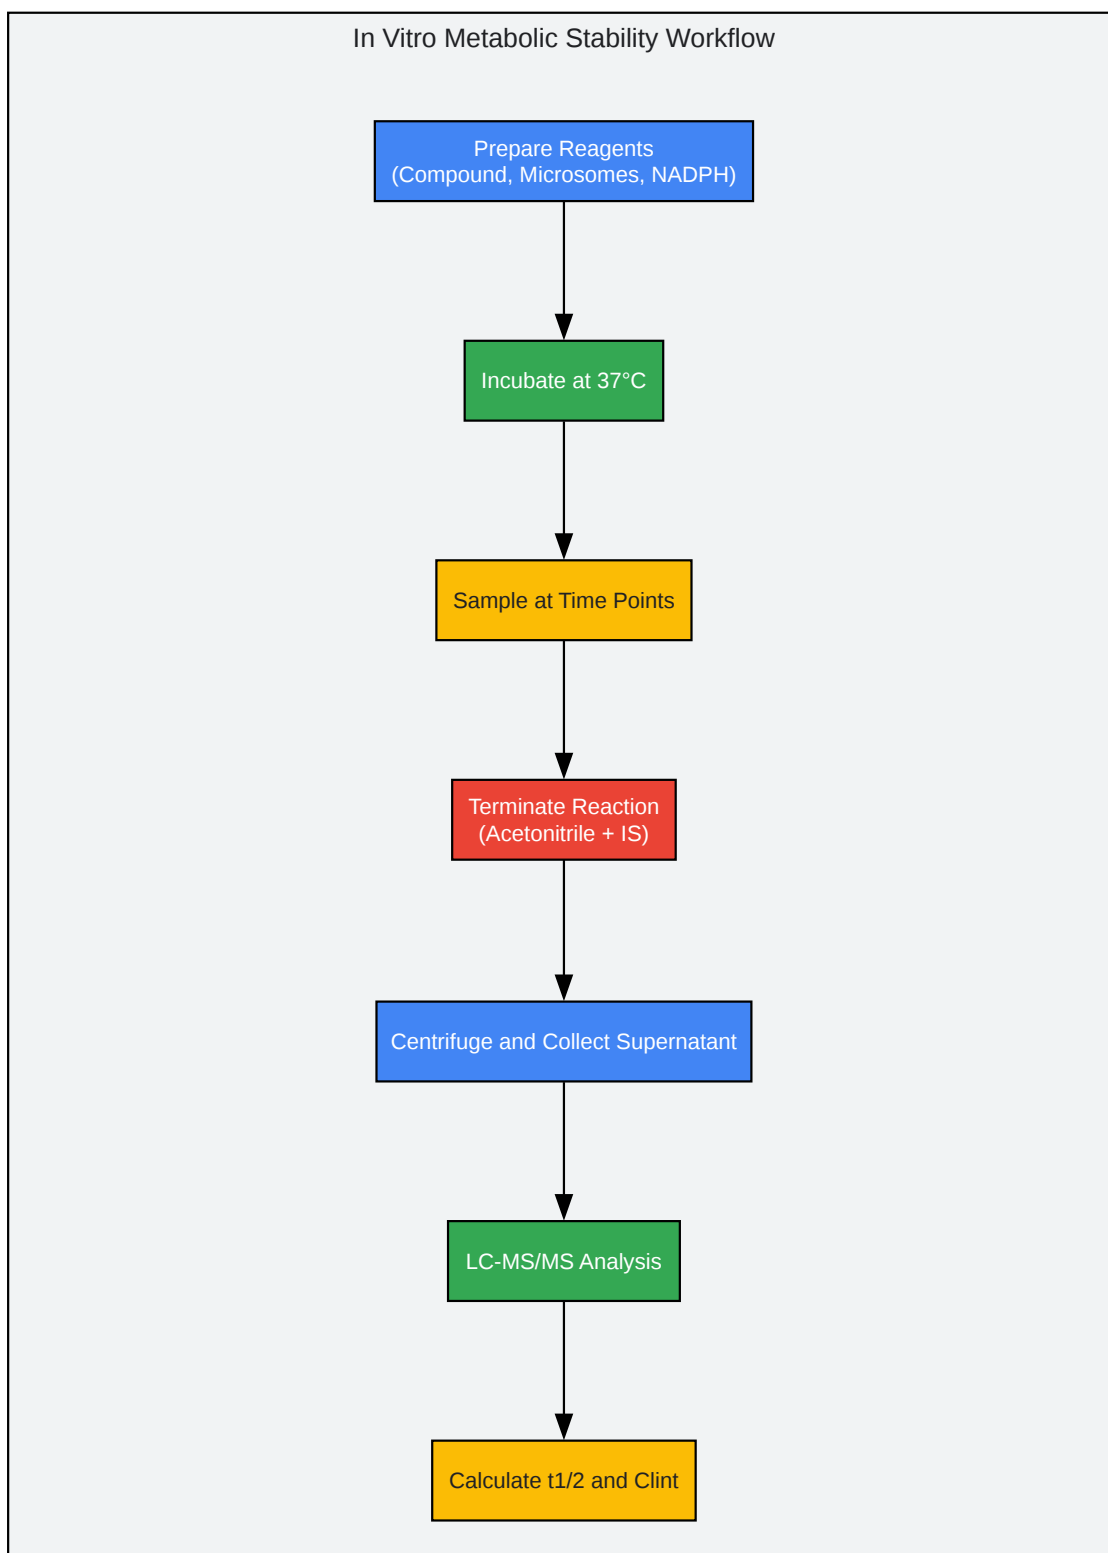 In Vitro Metabolic Stability Workflow
Prepare Reagents
(Compound, Microsomes, NADPH)
Incubate at 37°C
Sample at Time Points
Terminate Reaction
(Acetonitrile + IS)
Centrifuge and Collect Supernatant
LC-MS/MS Analysis
Calculate t1/2 and Clint